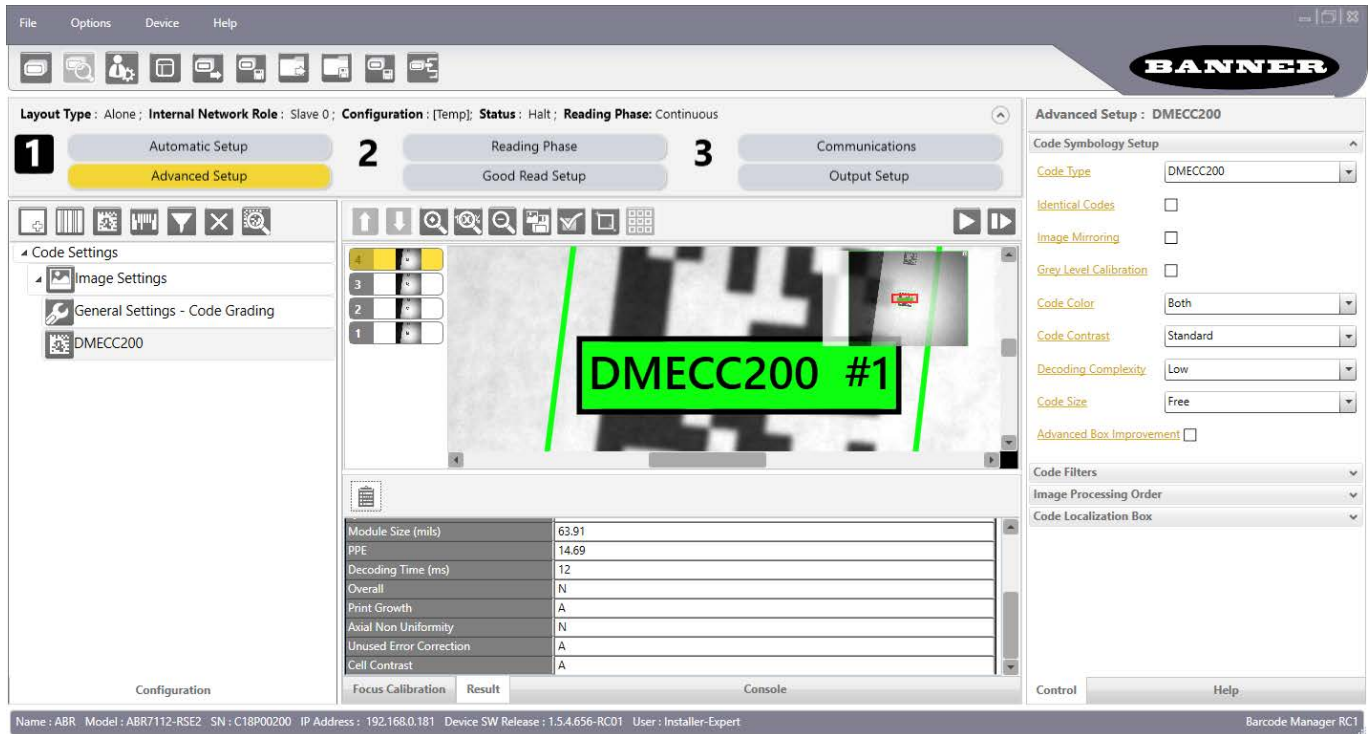 File Options Device Help
BANNER
Layout Type : Alone ; Internal Network Role : Slave 0 ; Configuration : [Temp]; Status : Halt ; Reading Phase: Continuous
1 Automatic Setup 2 Reading Phase 3 Communications
Advanced Setup Good Read Setup Output Setup
Code Settings
Image Settings
General Settings - Code Grading
DMECC200
Configuration
4
3
2
1
DMECC200 #1
Module Size (mils) 63.91
PPE 14.69
Decoding Time (ms) 12
Overall N
Print Growth A
Axial Non Uniformity N
Unused Error Correction A
Cell Contrast A
Focus Calibration Result Console
Advanced Setup : DMECC200
Code Symbology Setup
Code Type DMECC200
Identical Codes
Image Mirroring
Grey Level Calibration
Code Color Both
Code Contrast Standard
Decoding Complexity Low
Code Size Free
Advanced Box Improvement
Code Filters
Image Processing Order
Code Localization Box
Control Help
Name : ABR Model : ABR7112-RSE2 SN : C18P00200 IP Address : 192.168.0.181 Device SW Release : 1.5.4.656-RC01 User : Installer-Expert Barcode Manager RC1